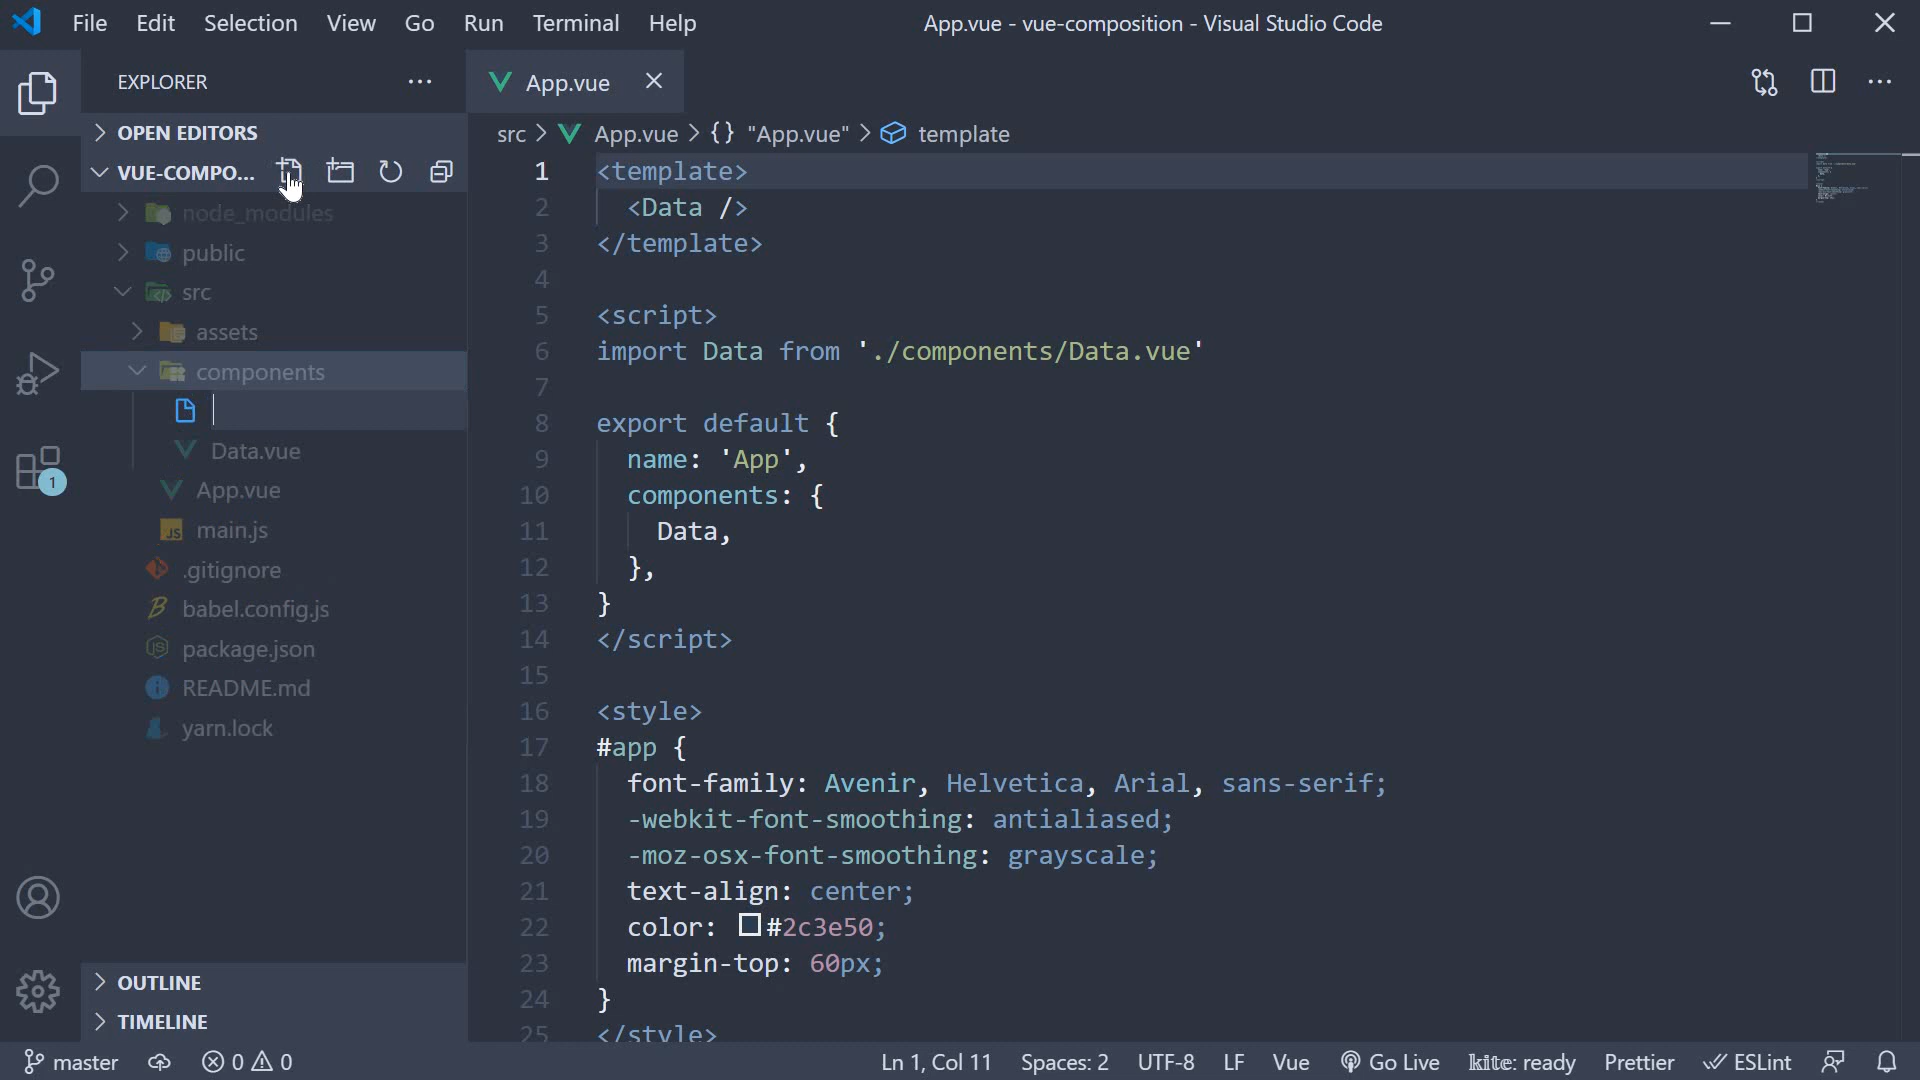 File Edit Selection View Go Run Terminal Help App.vue - vue-composition - Visual Studio Code
EXPLORER
App.vue
OPEN EDITORS
src > App.vue > {} "App.vue" > template
VUE-COMPO...
node_modules
public
src
assets
components
Data.vue
App.vue
main.js
.gitignore
babel.config.js
package.json
README.md
yarn.lock
OUTLINE
TIMELINE
1
1 <template>
2 <Data />
3 </template>
4
5 <script>
6 import Data from './components/Data.vue'
7
8 export default {
9 name: 'App',
10 components: {
11 Data,
12 },
13 }
14 </script>
15
16 <style>
17 #app {
18 font-family: Avenir, Helvetica, Arial, sans-serif;
19 -webkit-font-smoothing: antialiased;
20 -moz-osx-font-smoothing: grayscale;
21 text-align: center;
22 color: #2c3e50;
23 margin-top: 60px;
24 }
25 </style>
master 0 0 Ln 1, Col 11 Spaces: 2 UTF-8 LF Vue Go Live kite: ready Prettier ESLint